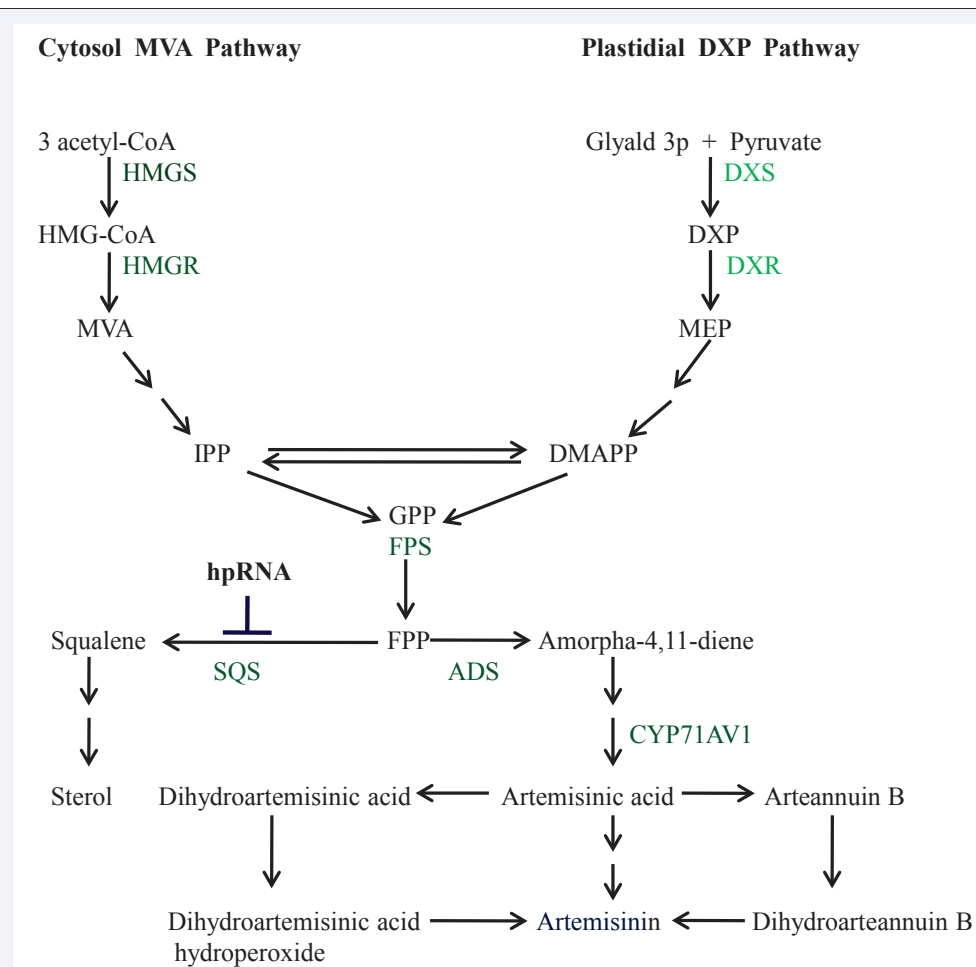 Cytosol MVA Pathway
Plastidial DXP Pathway
3 acetyl-CoA
Glyald 3p + Pyruvate
HMGS
DXS
HMG-CoA
DXP
HMGR
DXR
MVA
MEP
IPP
DMAPP
GPP
FPS
hpRNA
Squalene
FPP
Amorpha-4,11-diene
SQS
ADS
CYP71AV1
Sterol
Dihydroartemisinic acid
Artemisinic acid
Arteannuin B
Dihydroartemisinic acid
hydroperoxide
Artemisinin
Dihydroarteannuin B